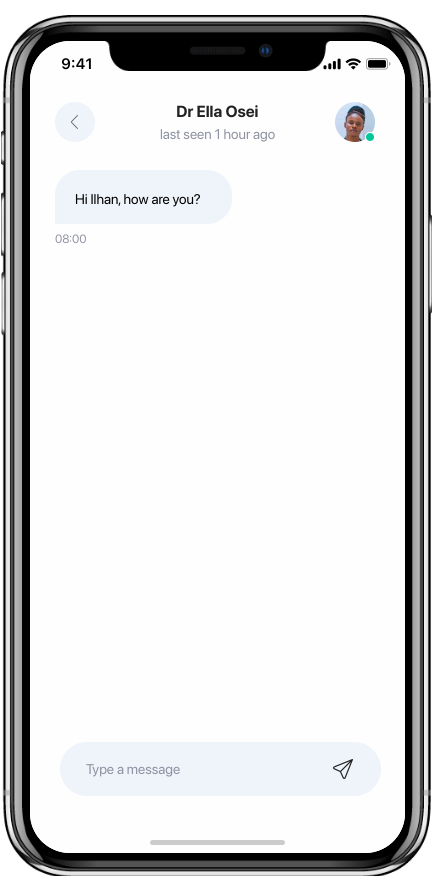 9:41
Dr Ella Osei
last seen 1 hour ago
Hi Ilhan, how are you?
08:00
Type a message